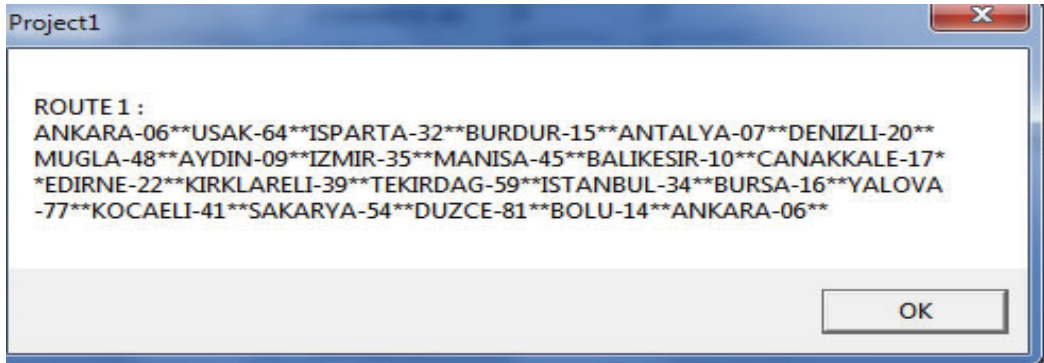 Project1
ROUTE 1 :
ANKARA-06**USAK-64**ISPARTA-32**BURDUR-15**ANTALYA-07**DENIZLI-20**
MUGLA-48**AYDIN-09**IZMIR-35**MANISA-45**BALIKESIR-10**CANAKKALE-17*
*EDIRNE-22**KIRKLARELI-39**TEKIRDAG-59**ISTANBUL-34**BURSA-16**YALOVA
-77**KOCAELI-41**SAKARYA-54**DUZCE-81**BOLU-14**ANKARA-06**
OK